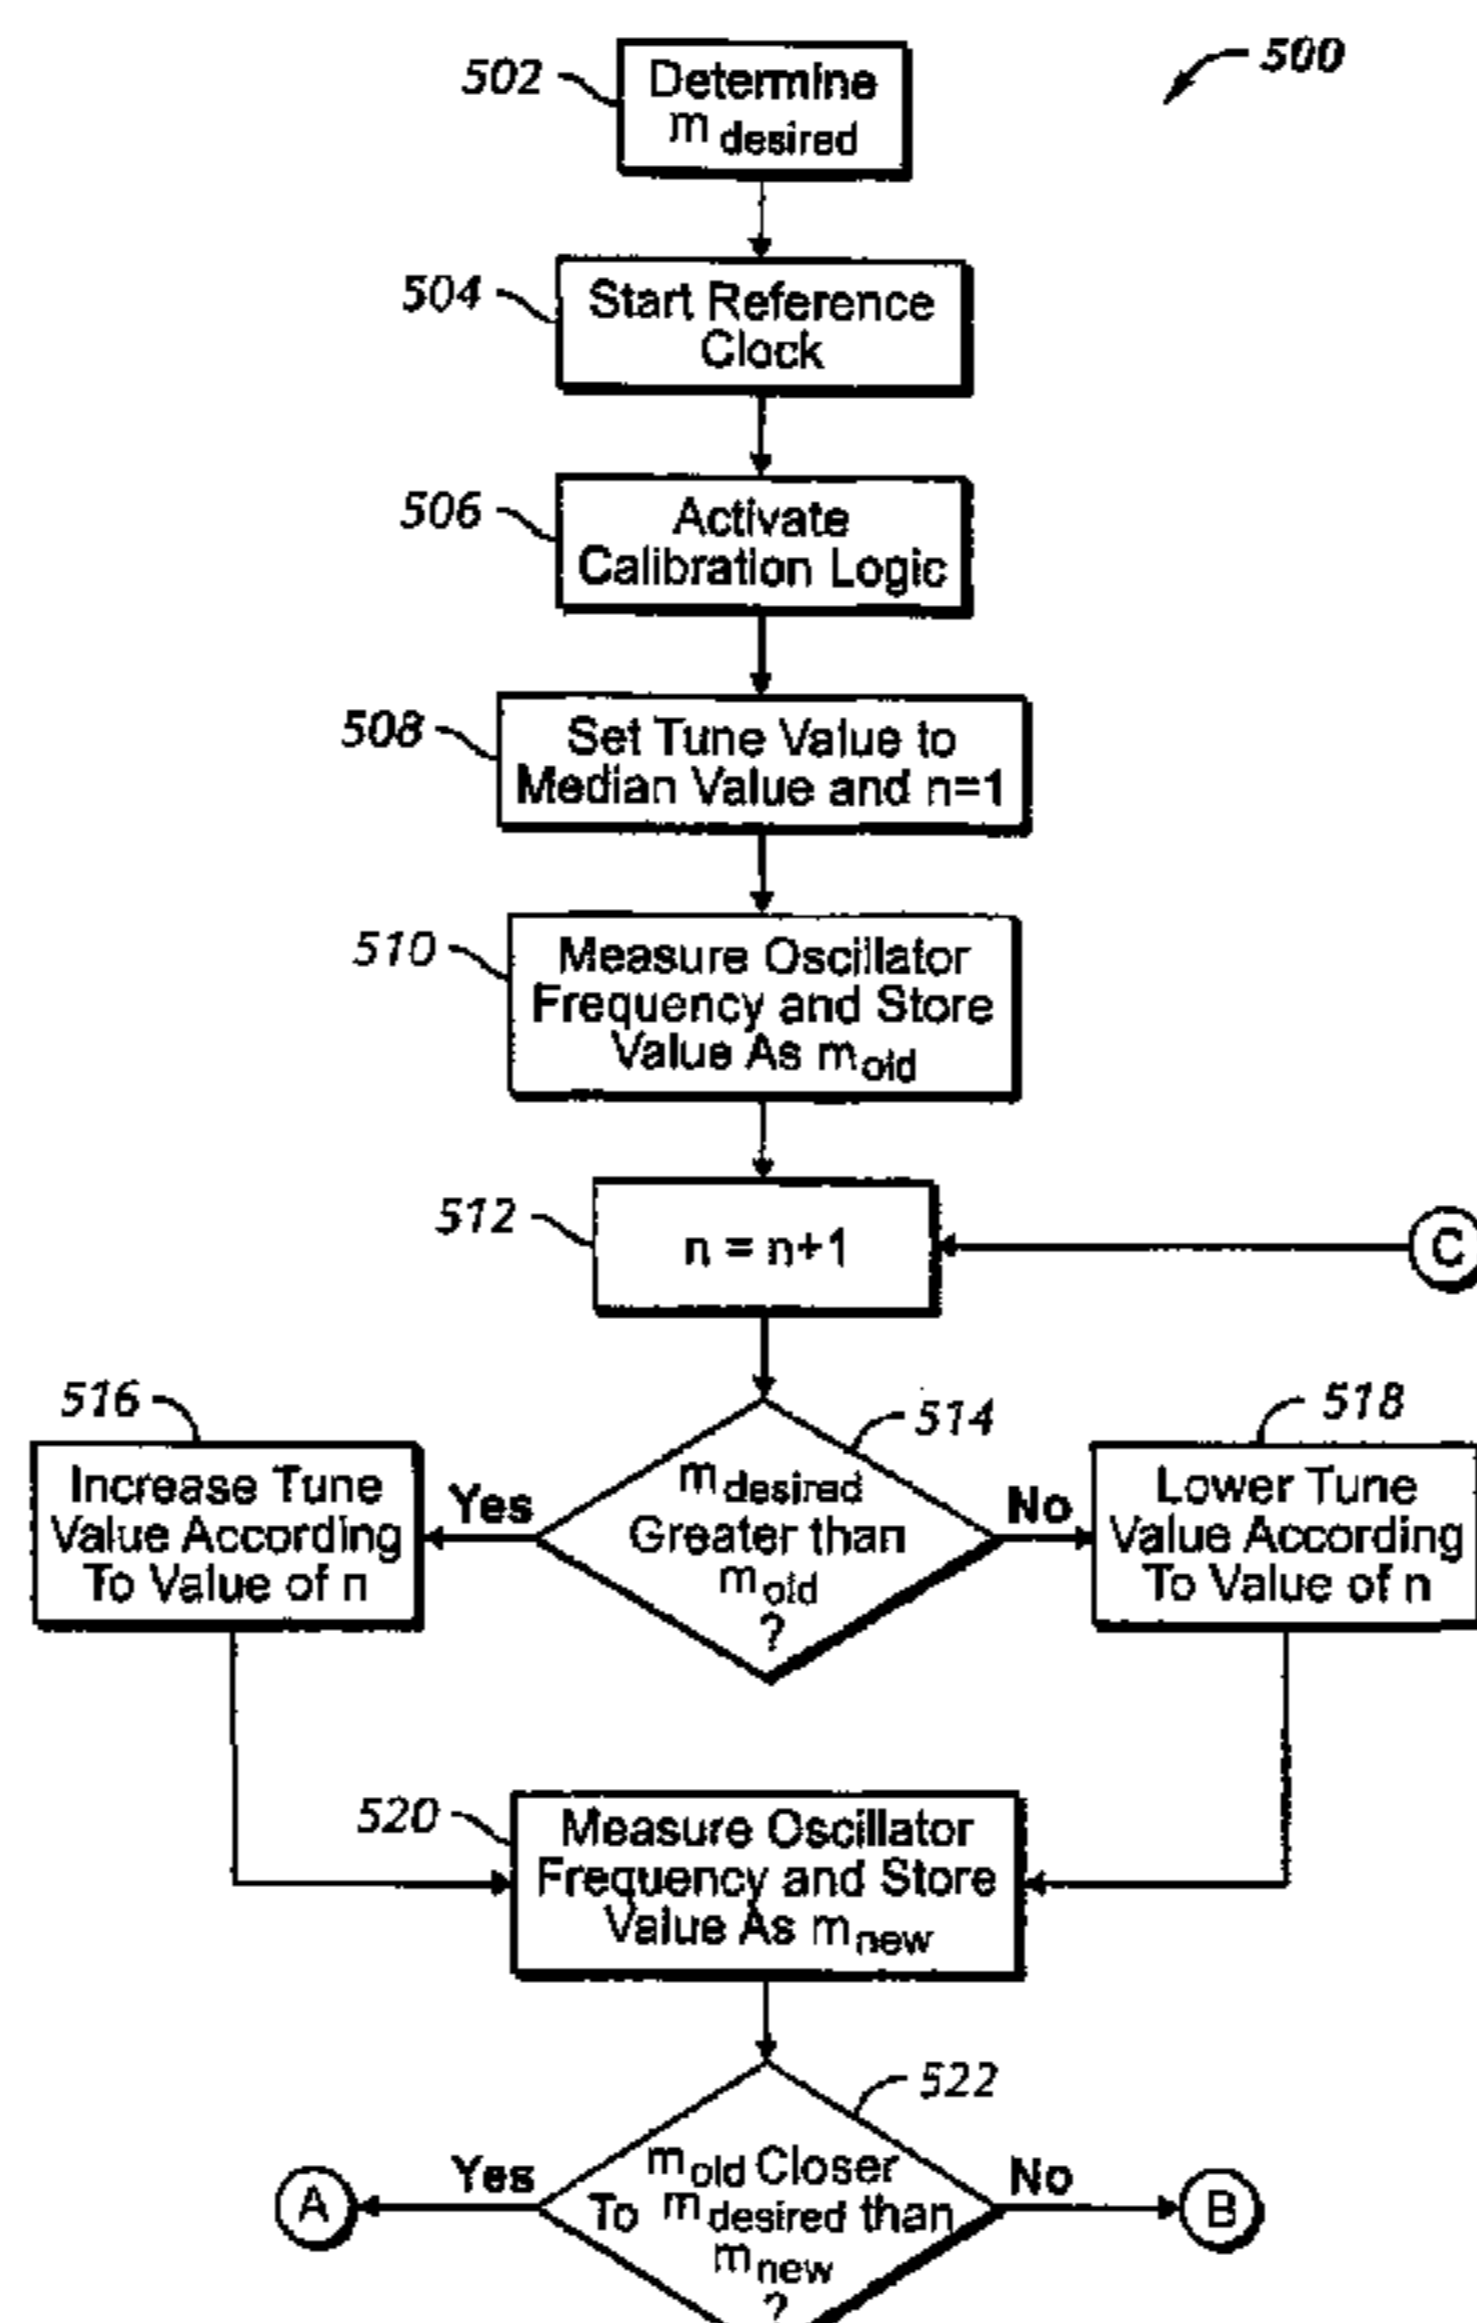 500
502
Determine
m desired
504
Start Reference
Clock
506
Activate
Calibration Logic
508
Set Tune Value to
Median Value and n=1
510
Measure Oscillator
Frequency and Store
Value As m old
512
n = n+1
C
514
m desired
Greater than
m old
?
Yes
No
516
Increase Tune
Value According
To Value of n
518
Lower Tune
Value According
To Value of n
520
Measure Oscillator
Frequency and Store
Value As m new
522
m old Closer
To m desired than
m new
?
Yes
No
A
B